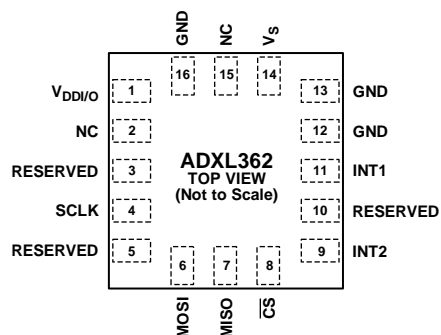 GND
NC
VS
16
15
14
VDDI/O
1
13
GND
NC
2
12
GND
RESERVED
3
ADXL362
TOP VIEW
(Not to Scale)
11
INT1
SCLK
4
10
RESERVED
RESERVED
5
9
INT2
6
7
8
MOSI
MISO
CS